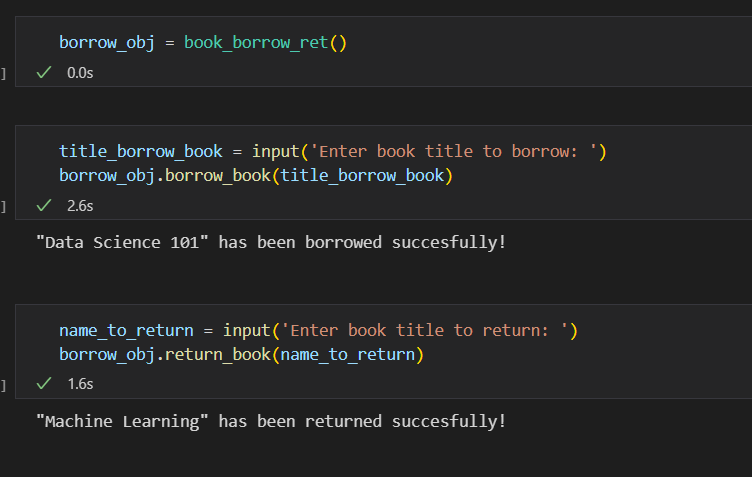 borrow_obj = book_borrow_ret()
] ✓ 0.0s
title_borrow_book = input('Enter book title to borrow: ')
borrow_obj.borrow_book(title_borrow_book)
] ✓ 2.6s
"Data Science 101" has been borrowed succesfully!
name_to_return = input('Enter book title to return: ')
borrow_obj.return_book(name_to_return)
] ✓ 1.6s
"Machine Learning" has been returned succesfully!